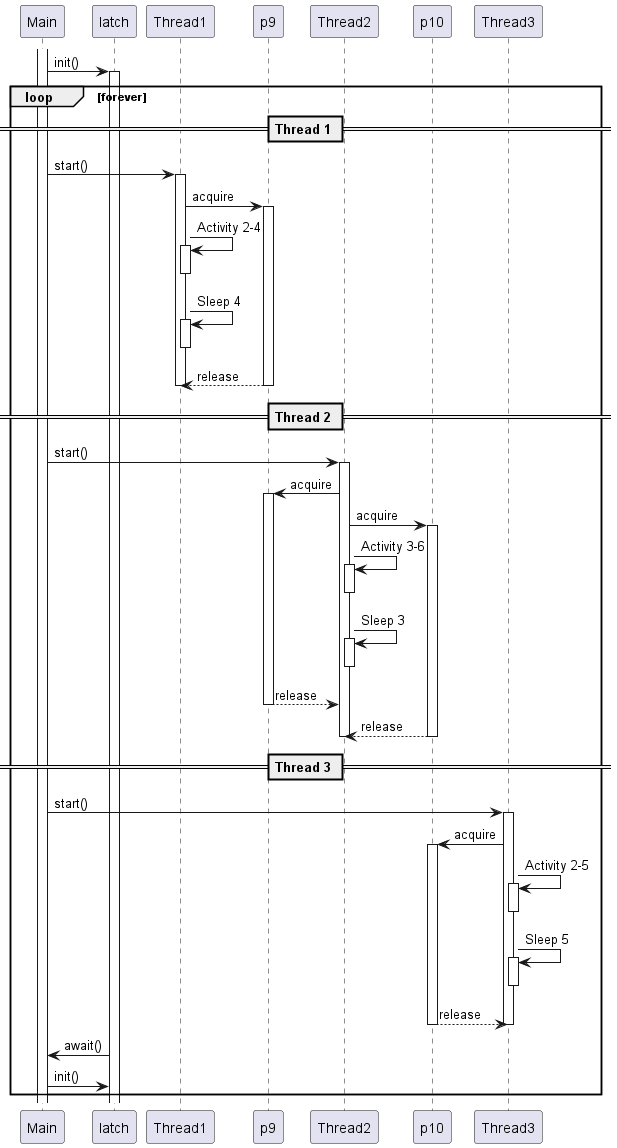 Main latch Thread1 p9 Thread2 p10 Thread3
init()
loop [forever]
Thread 1
start()
acquire
Activity 2-4
Sleep 4
release
Thread 2
start()
acquire
acquire
Activity 3-6
Sleep 3
release
release
Thread 3
start()
acquire
Activity 2-5
Sleep 5
release
await()
init()
Main latch Thread1 p9 Thread2 p10 Thread3